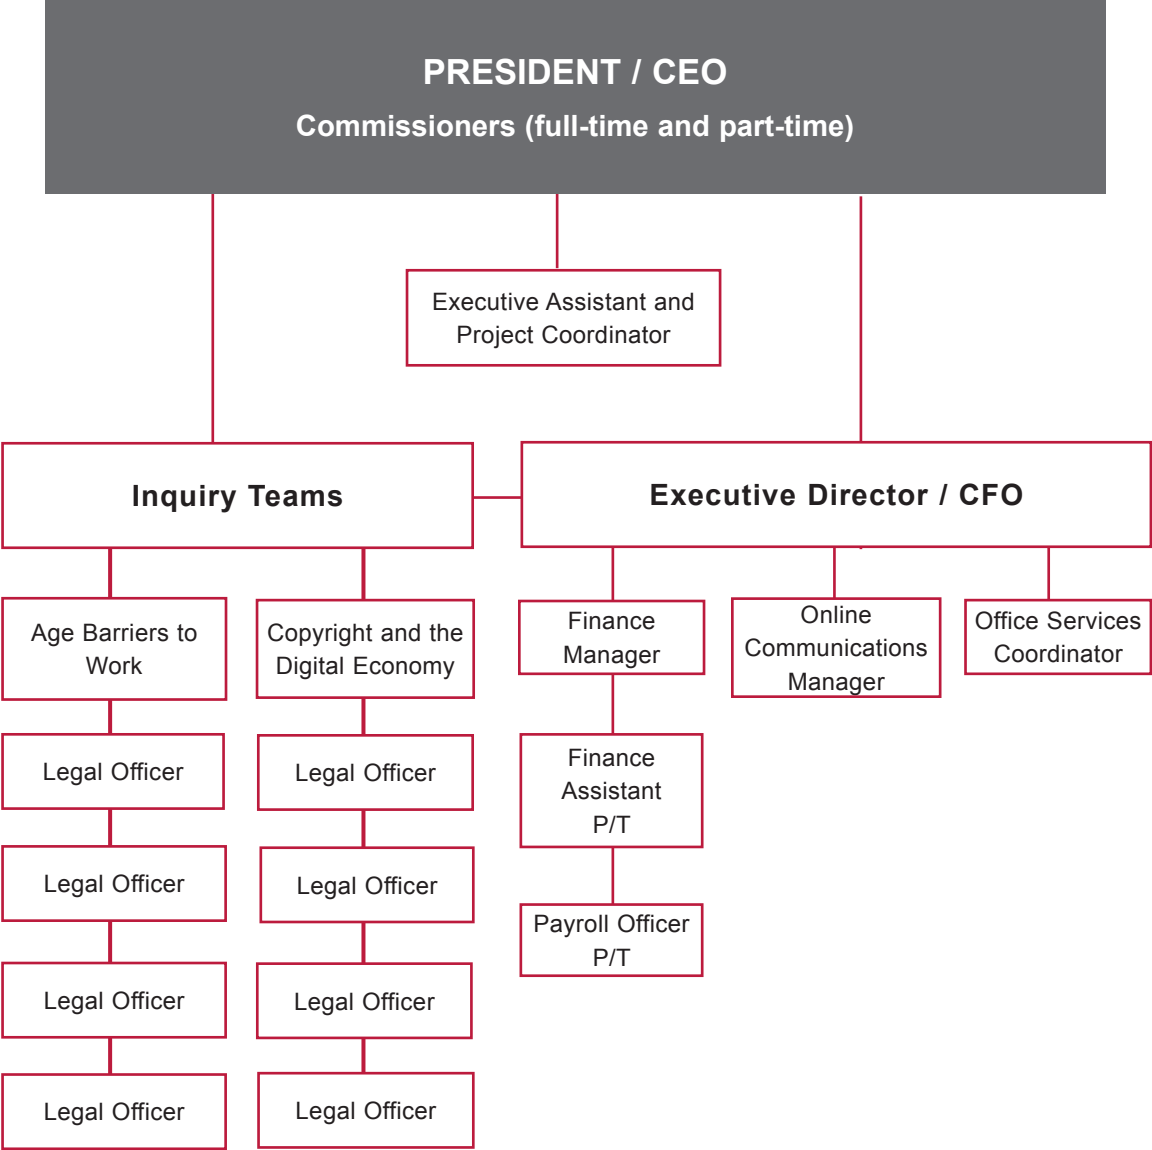 PRESIDENT / CEO
Commissioners (full-time and part-time)
Executive Assistant and
Project Coordinator
Inquiry Teams
Executive Director / CFO
Age Barriers to
Work
Legal Officer
Legal Officer
Legal Officer
Legal Officer
Copyright and the
Digital Economy
Legal Officer
Legal Officer
Legal Officer
Legal Officer
Finance
Manager
Finance
Assistant
P/T
Payroll Officer
P/T
Online
Communications
Manager
Office Services
Coordinator